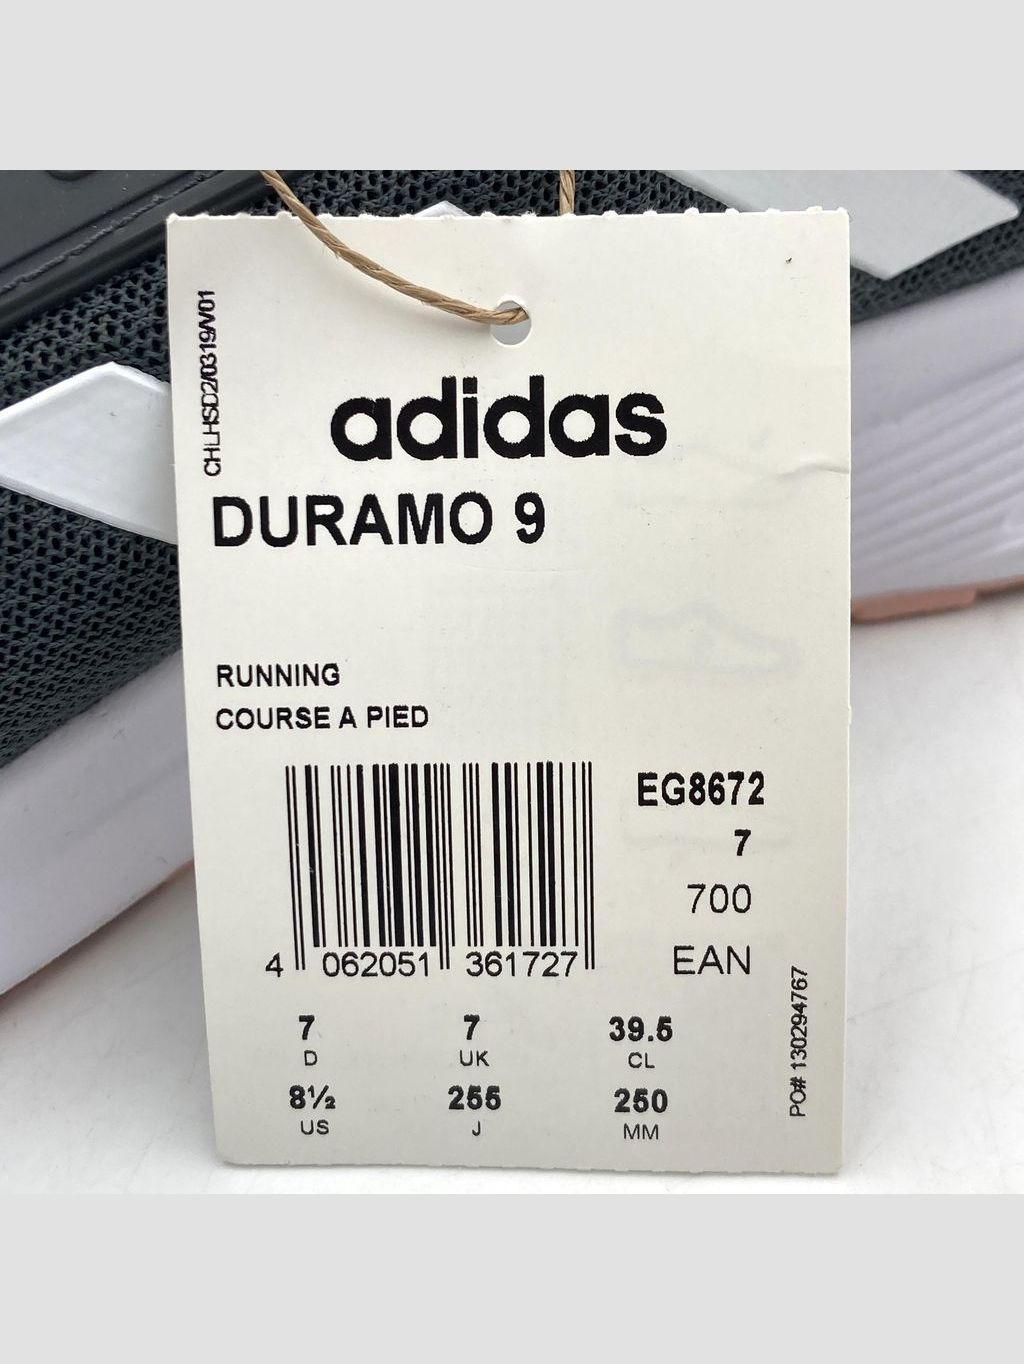 CHLHSD2/0319/V01
adidas
DURAMO 9
RUNNING
COURSE A PIED
EG8672
7
700
EAN
4 062051 361727
7 7 39.5
D UK CL
8½ 255 250
US J MM
PO# 130294767